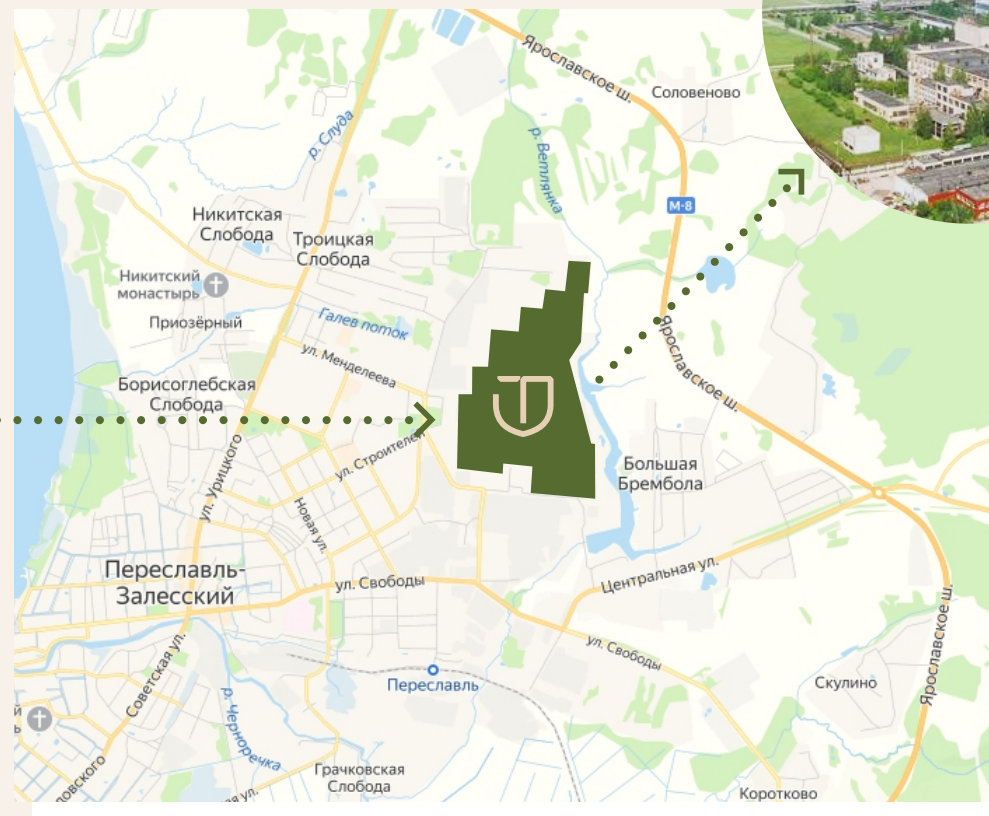 Ярославское ш.
Соловеново
р. Слуда
р. Ветлянка
М-8
Никитская
Слобода
Троицкая
Слобода
Никитский
монастырь
Приозёрный
Галев поток
Ярославское ш.
ул. Менделеева
Борисоглебская
Слобода
ул. Строителей
ул. Урицкого
Большая
Брембола
Новая ул.
Переславль-
Залесский
ул. Свободы
Центральная ул.
Ярославское ш.
Советская ул.
ул. Свободы
Переславль
Скулино
р. Черноречка
Грачковская
Слобода
Коротково